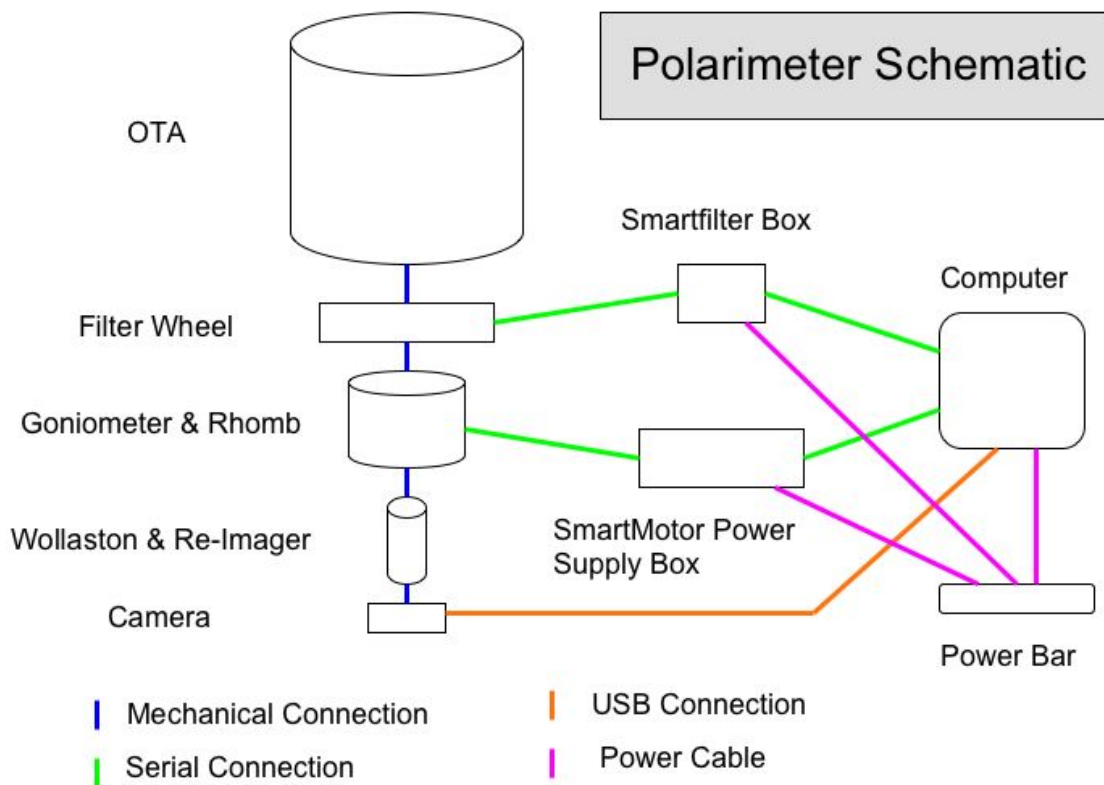 Polarimeter Schematic
OTA
Smartfilter Box
Computer
Filter Wheel
Goniometer & Rhomb
SmartMotor Power
Supply Box
Wollaston & Re-Imager
Camera
Power Bar
Mechanical Connection
USB Connection
Serial Connection
Power Cable